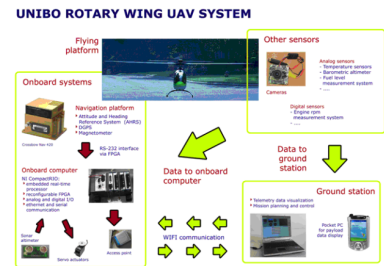 UNIBO ROTARY WING UAV SYSTEM
Flying
platform
Other sensors
Analog sensors
- Temperature sensors
- Barometric altimeter
- Fuel level
measurement system
- ....
Cameras
Digital sensors
- Engine rpm
measurement system
- ....
Onboard systems
Navigation platform
* Attitude and Heading
Reference System (AHRS)
* DGPS
* Magnetometer
Crossbow Nav 420
RS-232 interface
via FPGA
Onboard computer
NI CompactRIO:
* embedded real-time
processor
* reconfigurable FPGA
* analog and digital I/O
* ethernet and serial
communication
Sonar
altimeter
Servo actuators
Access point
Data to onboard
computer
WIFI communication
Data to
ground
station
Ground station
* Telemetry data visualization
* Mission planning and control
Pocket PC
for payload
data display